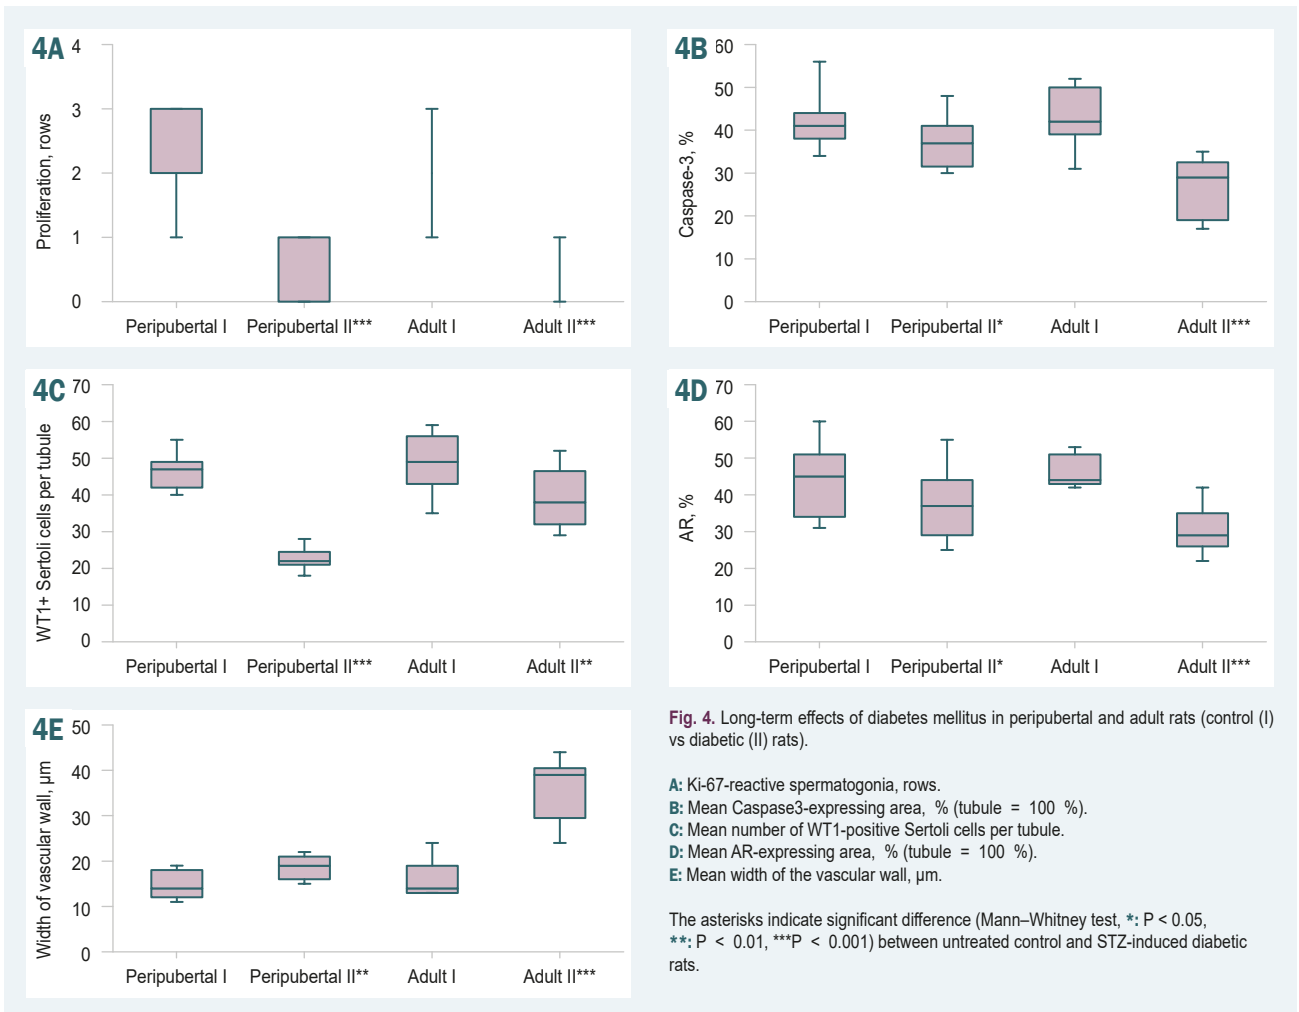 4A
4
3
2
1
0
Proliferation, rows
Peripubertal I Peripubertal II*** Adult I Adult II***
4B
60
50
40
30
20
10
0
Caspase-3, %
Peripubertal I Peripubertal II* Adult I Adult II***
4C
70
60
50
40
30
20
10
0
WT1+ Sertoli cells per tubule
Peripubertal I Peripubertal II*** Adult I Adult II**
4D
70
60
50
40
30
20
10
0
AR, %
Peripubertal I Peripubertal II* Adult I Adult II***
4E
50
40
30
20
10
0
Width of vascular wall, µm
Peripubertal I Peripubertal II** Adult I Adult II***
Fig. 4. Long-term effects of diabetes mellitus in peripubertal and adult rats (control (I)
vs diabetic (II) rats).
A: Ki-67-reactive spermatogonia, rows.
B: Mean Caspase3-expressing area, % (tubule = 100 %).
C: Mean number of WT1-positive Sertoli cells per tubule.
D: Mean AR-expressing area, % (tubule = 100 %).
E: Mean width of the vascular wall, µm.
The asterisks indicate significant difference (Mann–Whitney test, *: P < 0.05,
**: P < 0.01, ***P < 0.001) between untreated control and STZ-induced diabetic
rats.